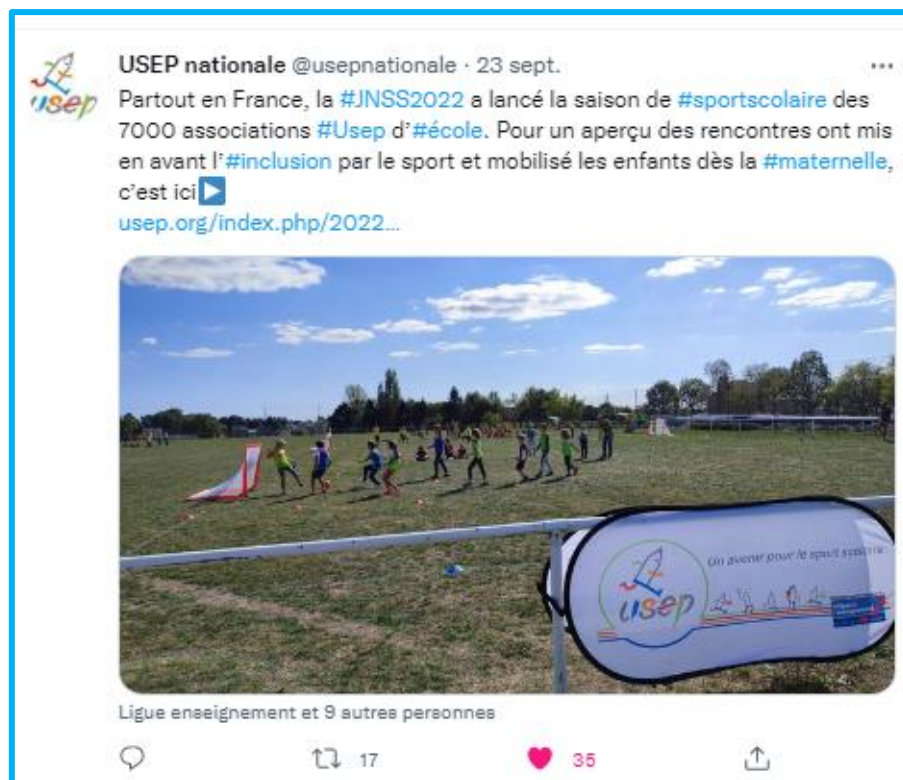 USEP nationale @usepnationale · 23 sept.
usep
Partout en France, la #JNSS2022 a lancé la saison de #sportscolaire des
7000 associations #Usep d'#école. Pour un aperçu des rencontres ont mis
en avant l'#inclusion par le sport et mobilisé les enfants dès la #maternelle,
c'est ici
usep.org/index.php/2022...
Un avenir pour le sport scolaire
usep
Ligue enseignement et 9 autres personnes
17 35